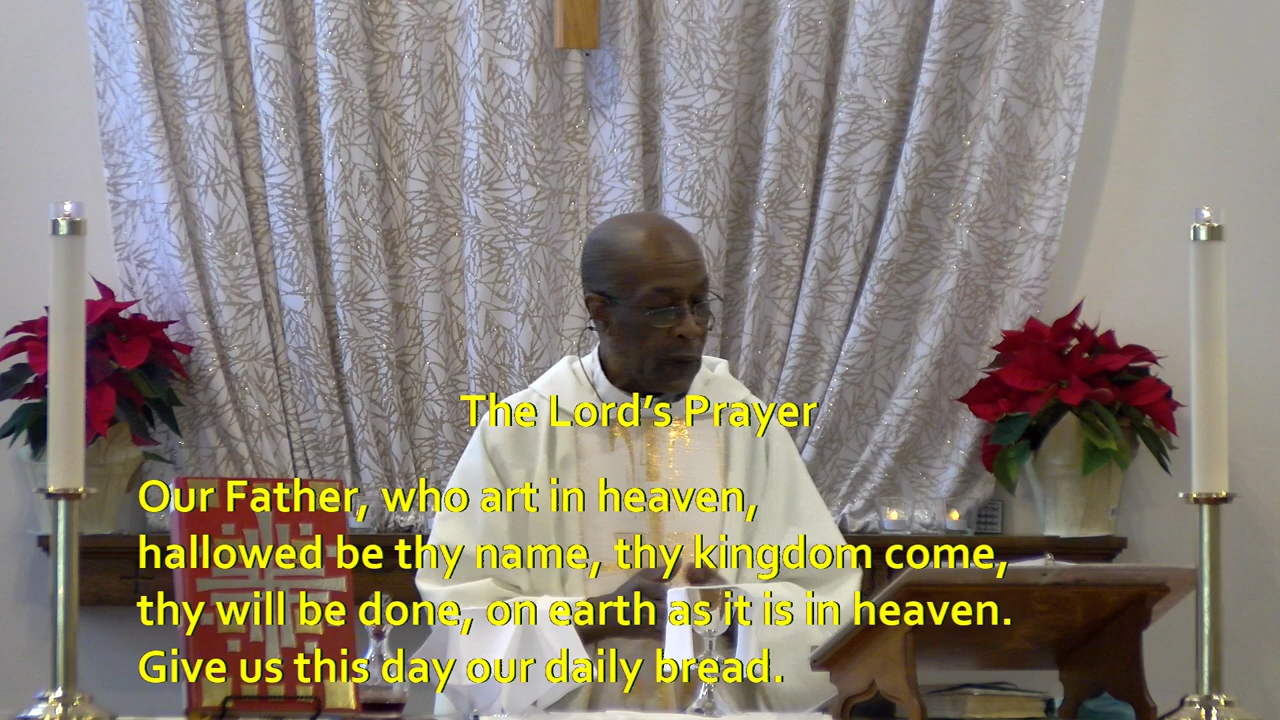 The Lord's Prayer
Our Father, who art in heaven,
hallowed be thy name, thy kingdom come,
thy will be done, on earth as it is in heaven.
Give us this day our daily bread.